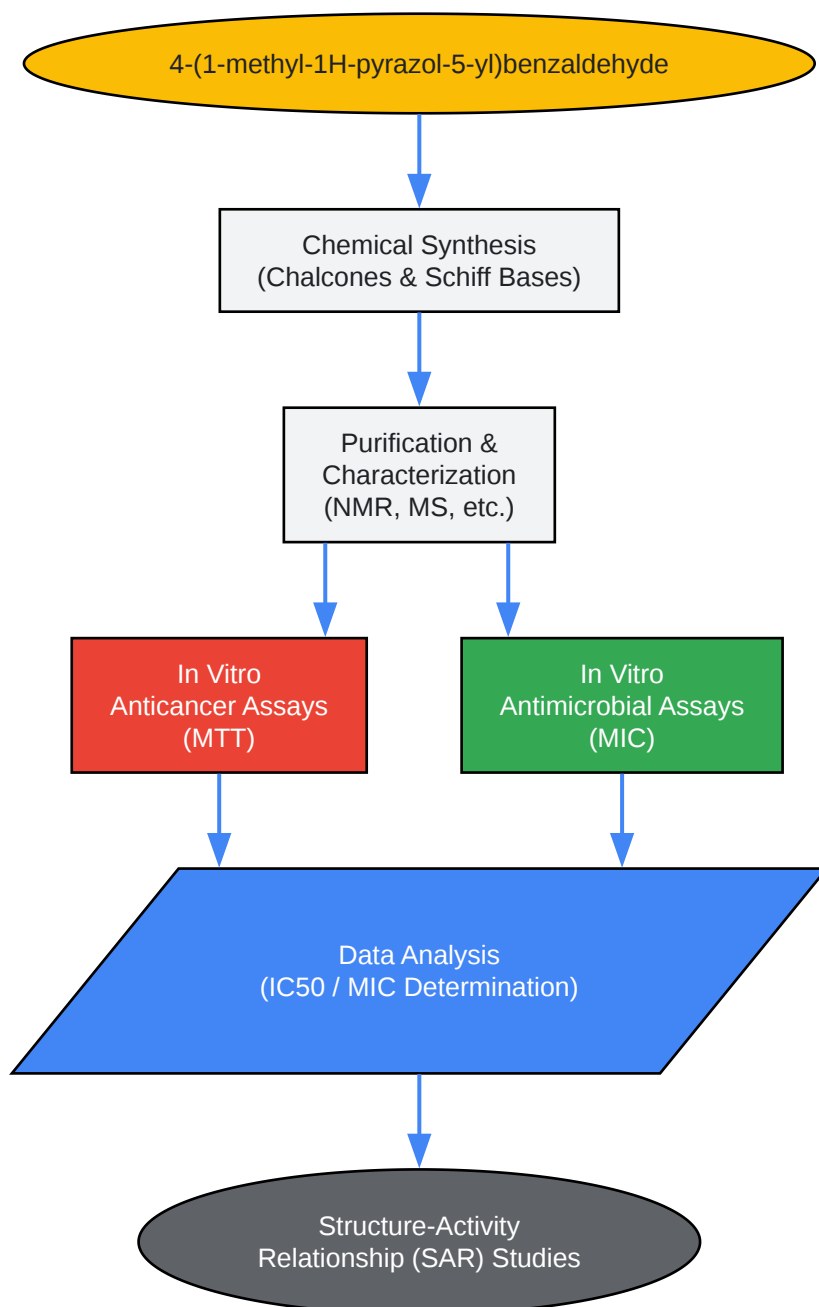 4-(1-methyl-1H-pyrazol-5-yl)benzaldehyde
Chemical Synthesis
(Chalcones & Schiff Bases)
Purification &
Characterization
(NMR, MS, etc.)
In Vitro
Anticancer Assays
(MTT)
In Vitro
Antimicrobial Assays
(MIC)
Data Analysis
(IC50 / MIC Determination)
Structure-Activity
Relationship (SAR) Studies